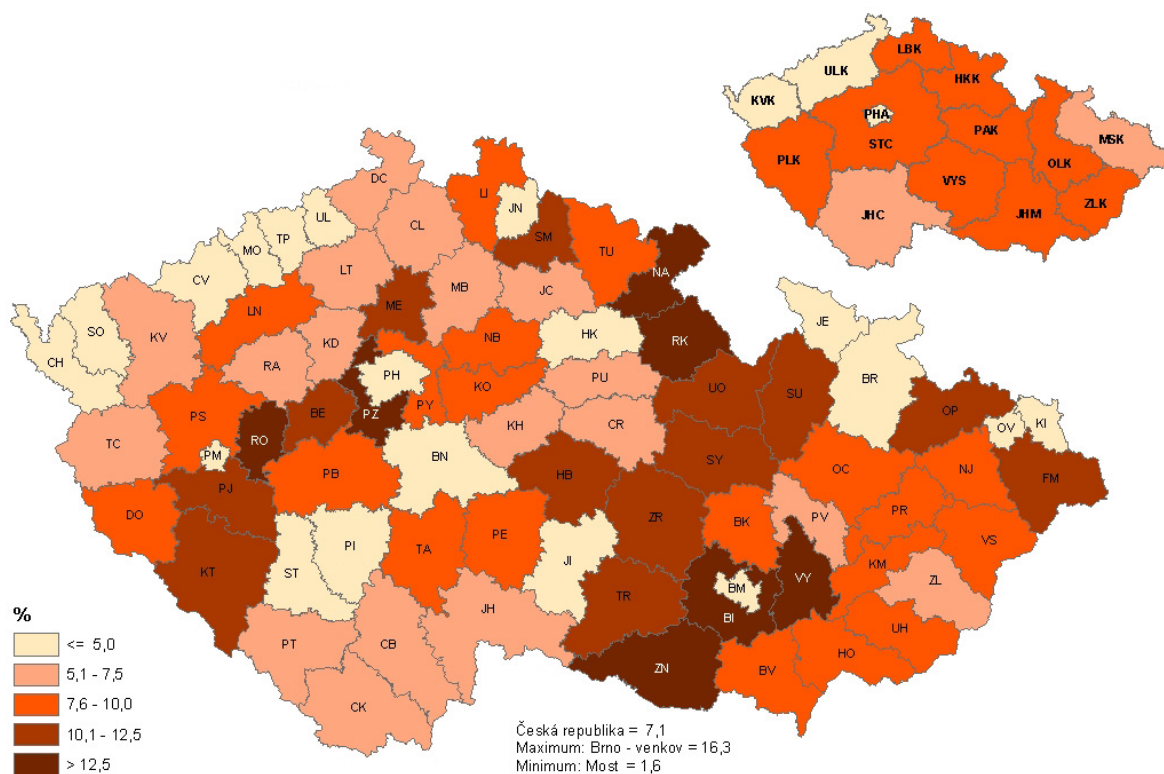 LBK
ULK
HKK
KVK
PHA
PAK
MSK
STC
PLK
OLK
VYS
ZLK
JHC
JHM
DC
LI
JN
UL
CL
SM
TU
TP
MO
NA
LT
CV
MB
JC
ME
LN
SO
KV
HK
JE
NB
RK
KD
CH
RA
PH
BR
PU
KO
UO
SU
BE
PY
PS
PZ
OP
KI
CR
KH
OV
TC
RO
PM
BN
SY
OC
NJ
PB
HB
FM
PJ
PR
DO
ZR
BK
PV
PE
TA
VS
PI
JI
KM
VY
ST
KT
ZL
BM
TR
JH
BI
UH
PT
CB
HO
ZN
BV
CK
%
<= 5,0
5,1 - 7,5
7,6 - 10,0
10,1 - 12,5
> 12,5
Česká republika = 7,1
Maximum: Brno - venkov = 16,3
Minimum: Most = 1,6